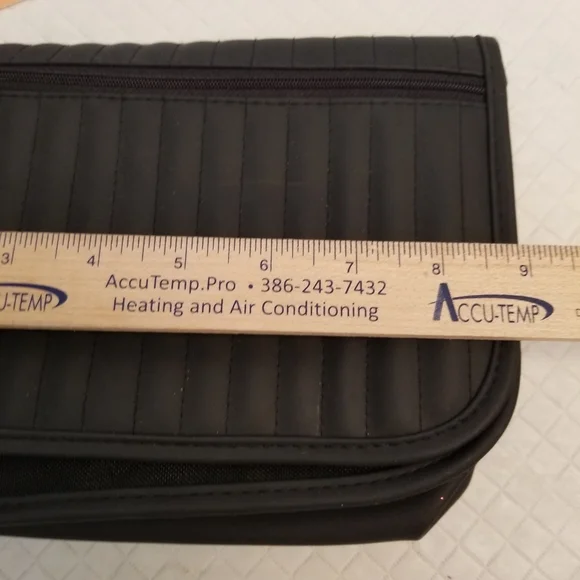 3 4 5 6 7 8 9
AccuTemp.Pro • 386-243-7432
Heating and Air Conditioning
U-TEMP
ACCU-TEMP